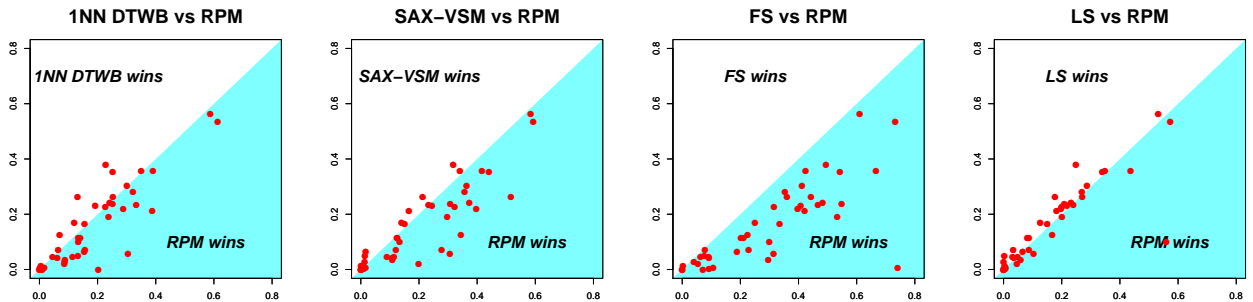 1NN DTWB vs RPM
SAX−VSM vs RPM
FS vs RPM
LS vs RPM
0.8
0.6
0.4
0.2
0.0
1NN DTWB wins
RPM wins
0.0 0.2 0.4 0.6 0.8
0.8
0.6
0.4
0.2
0.0
SAX−VSM wins
RPM wins
0.0 0.2 0.4 0.6 0.8
0.8
0.6
0.4
0.2
0.0
FS wins
RPM wins
0.0 0.2 0.4 0.6 0.8
0.8
0.6
0.4
0.2
0.0
LS wins
RPM wins
0.0 0.2 0.4 0.6 0.8